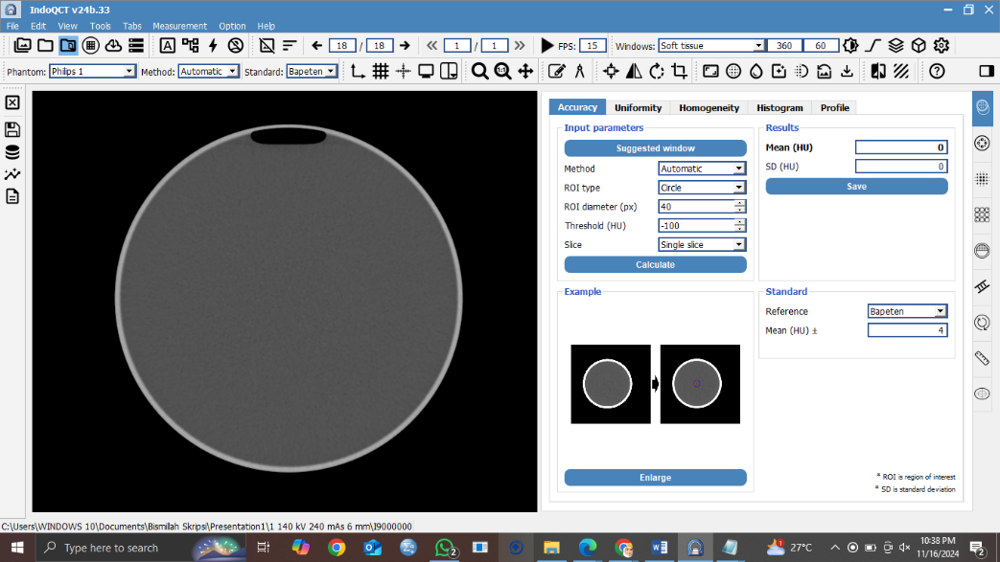 IndoQCT v24b.33
File Edit View Tools Tabs Measurement Option Help
18 / 18 1 / 1 FPS: 15 Windows: Soft tissue 360 60
Phantom: Philips 1 Method: Automatic Standard: Bapeten
Accuracy Uniformity Homogeneity Histogram Profile
Input parameters
Suggested window
Method Automatic
ROI type Circle
ROI diameter (px) 40
Threshold (HU) -100
Slice Single slice
Calculate
Results
Mean (HU) 0
SD (HU) 0
Save
Example
Enlarge
Standard
Reference Bapeten
Mean (HU) ± 4
* ROI is region of interest
* SD is standard deviation
C:\Users\WINDOWS 10\Documents\Bismilah Skripsi\Presentation1\1 140 kV 240 mAs 6 mm\I9000000
Type here to search
2
1
27°C
10:38 PM
11/16/2024
2